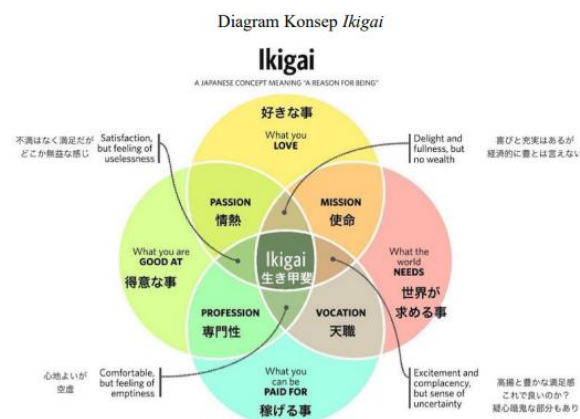 Diagram Konsep Ikigai
Ikigai
A JAPANESE CONCEPT MEANING "A REASON FOR BEING"
好きな事
What you
LOVE
不満はなく満足だが
どこか無益な感じ
Satisfaction,
but feeling of
uselessness
Delight and
fullness, but
no wealth
喜びと充実はあるが
経済的に豊とは言えない
PASSION
情熱
MISSION
使命
What you are
GOOD AT
得意な事
Ikigai
生き甲斐
What the
world
NEEDS
世界が
求める事
PROFESSION
専門性
VOCATION
天職
心地よいが
空虚
Comfortable,
but feeling of
emptiness
What you
can be
PAID FOR
稼げる事
Excitement and
complacency,
but sense of
uncertainty
高揚と豊かな満足感
これで良いのか?
疑心暗鬼な部分もあり